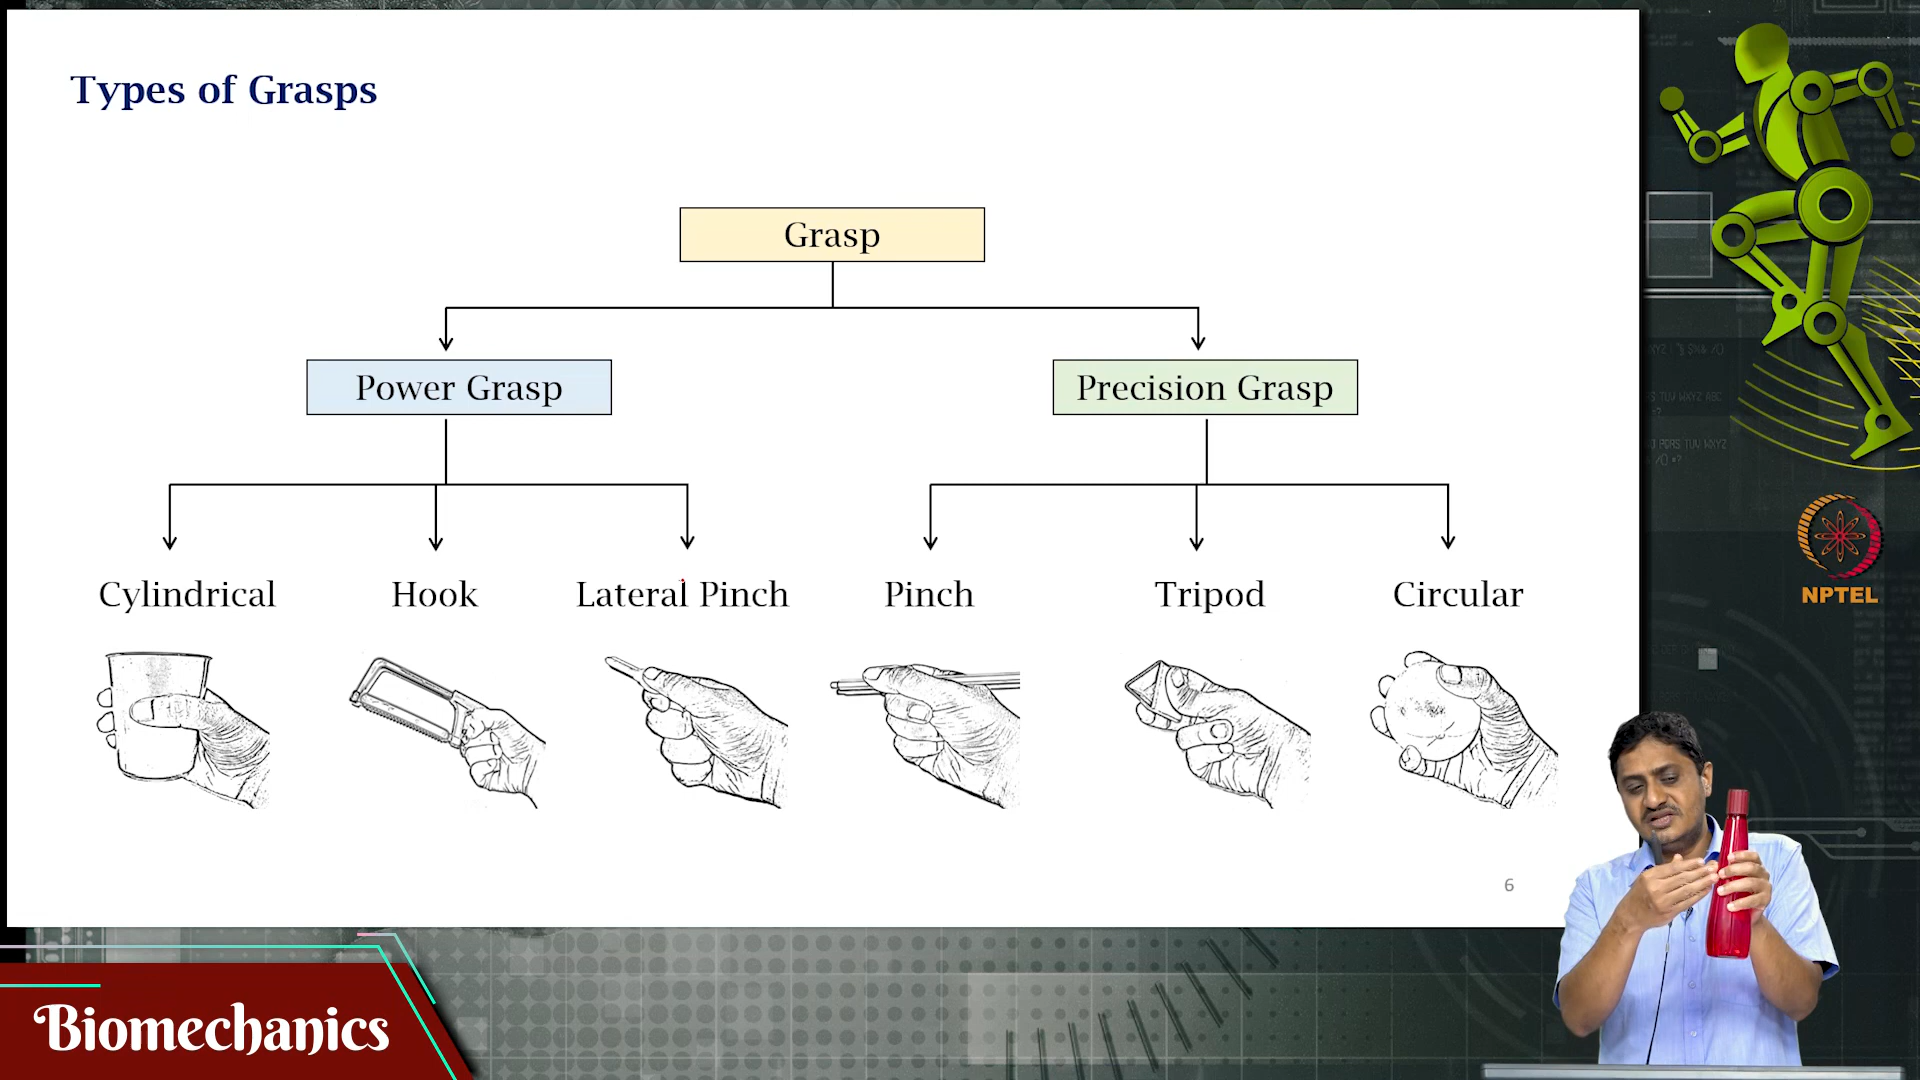 Types of Grasps
Grasp
Power Grasp
Precision Grasp
Cylindrical
Hook
Lateral Pinch
Pinch
Tripod
Circular
NPTEL
6
Biomechanics